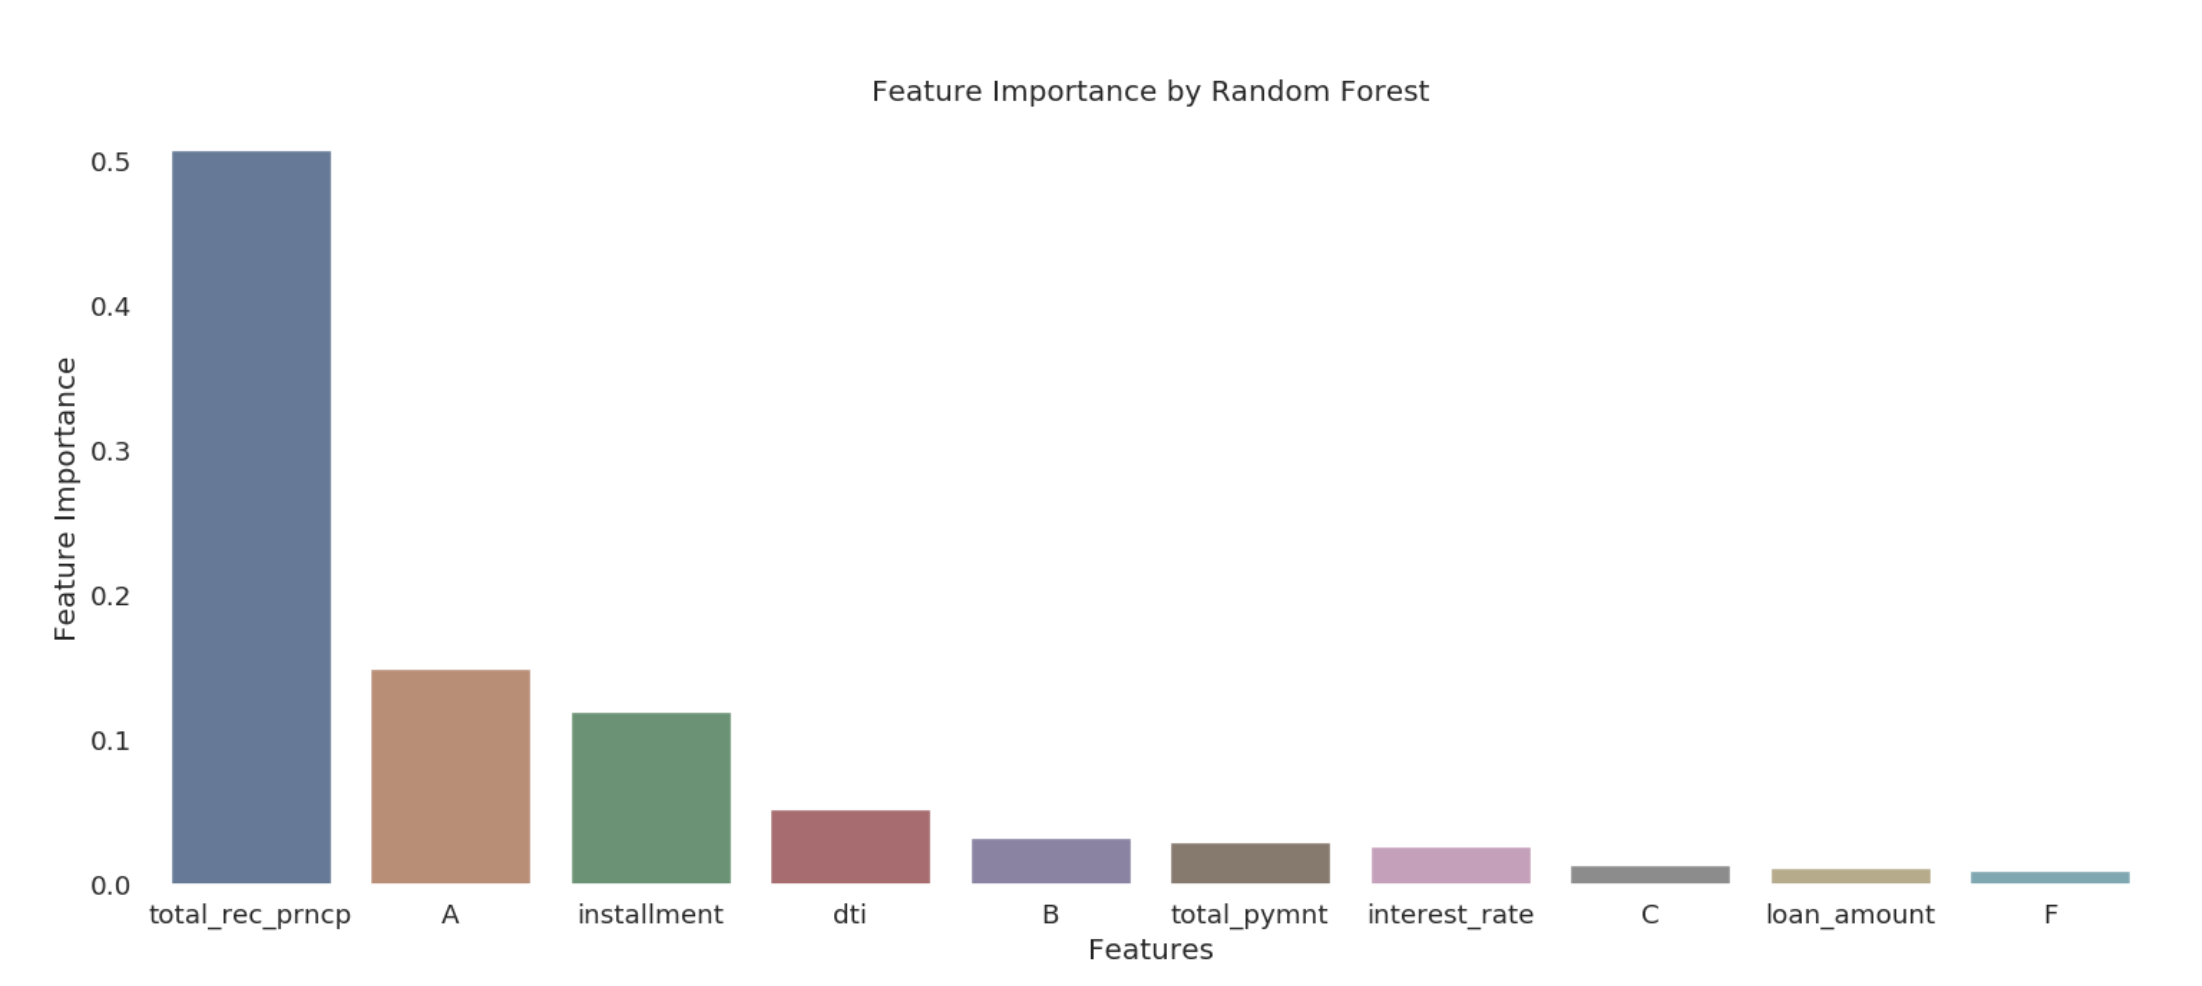 Feature Importance by Random Forest
Feature Importance
0.5
0.4
0.3
0.2
0.1
0.0
total_rec_prncp A installment dti B total_pymnt interest_rate C loan_amount F
Features